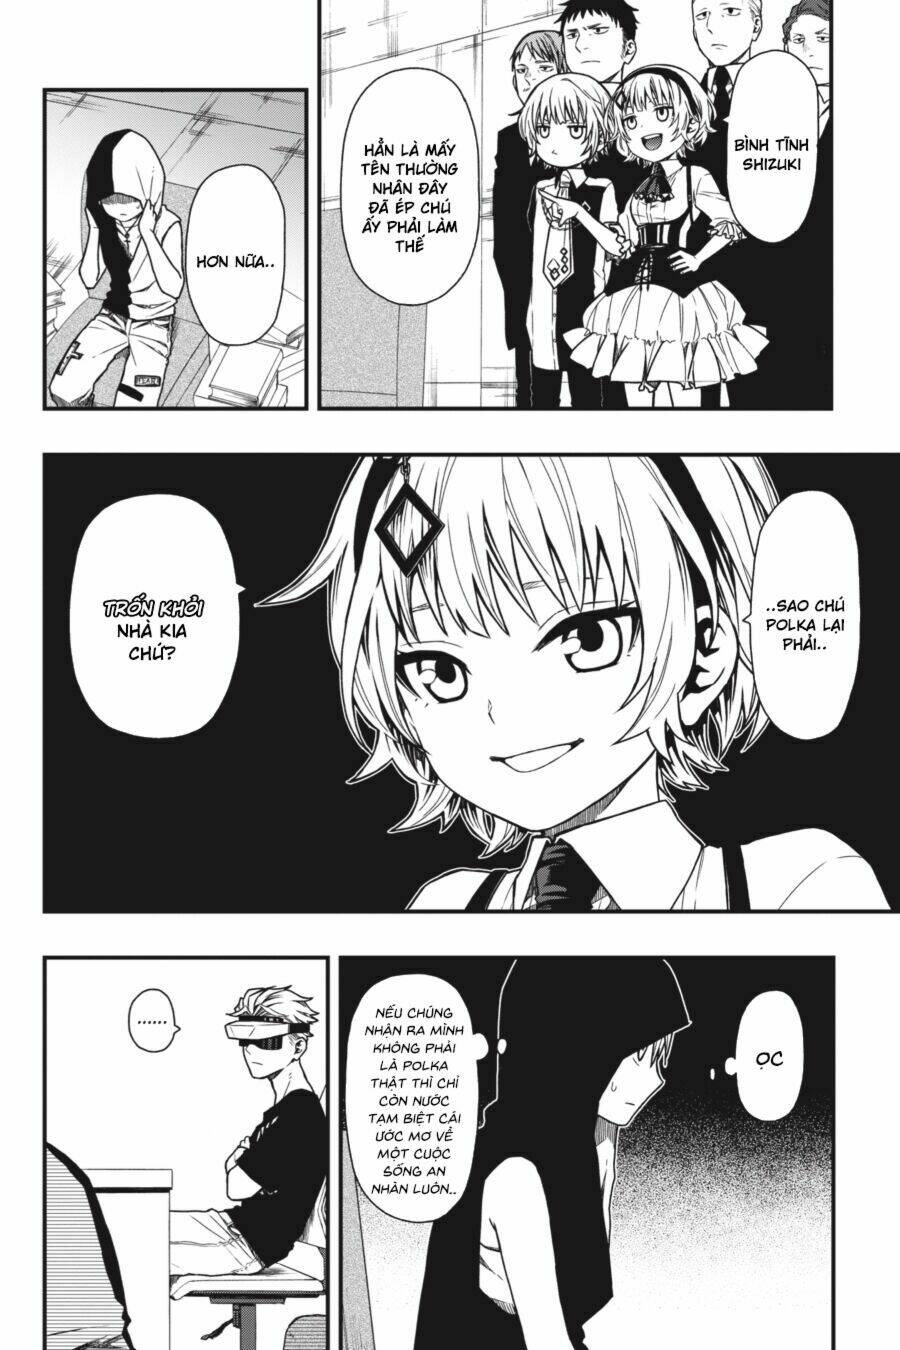 BÌNH TĨNH
SHIZUKI
HẲN LÀ MẤY
TÊN THƯỜNG
NHÂN ĐÂY
ĐÃ ÉP CHÚ
ẤY PHẢI LÀM
THẾ
HƠN NỮA..
..SAO CHÚ
POLKA LẠI
PHẢI..
TRỐN KHỎI
NHÀ KIA
CHỨ?
ỌC
NẾU CHÚNG
NHẬN RA MÌNH
KHÔNG PHẢI
LÀ POLKA
THẬT THÌ CHỈ
CÒN NƯỚC
TẠM BIỆT CÁI
ƯỚC MƠ VỀ
MỘT CUỘC
SỐNG AN
NHÀN LUÔN..
......